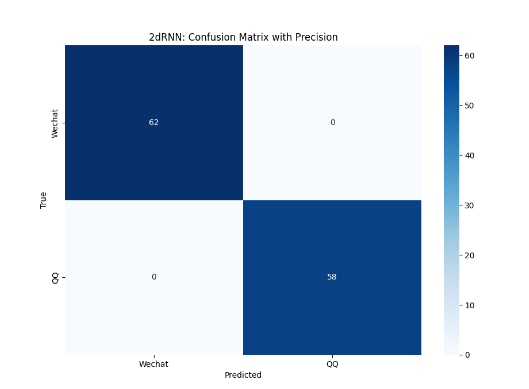 2dRNN: Confusion Matrix with Precision
Wechat
QQ
True
62
0
0
58
Wechat
QQ
Predicted
60
50
40
30
20
10
0